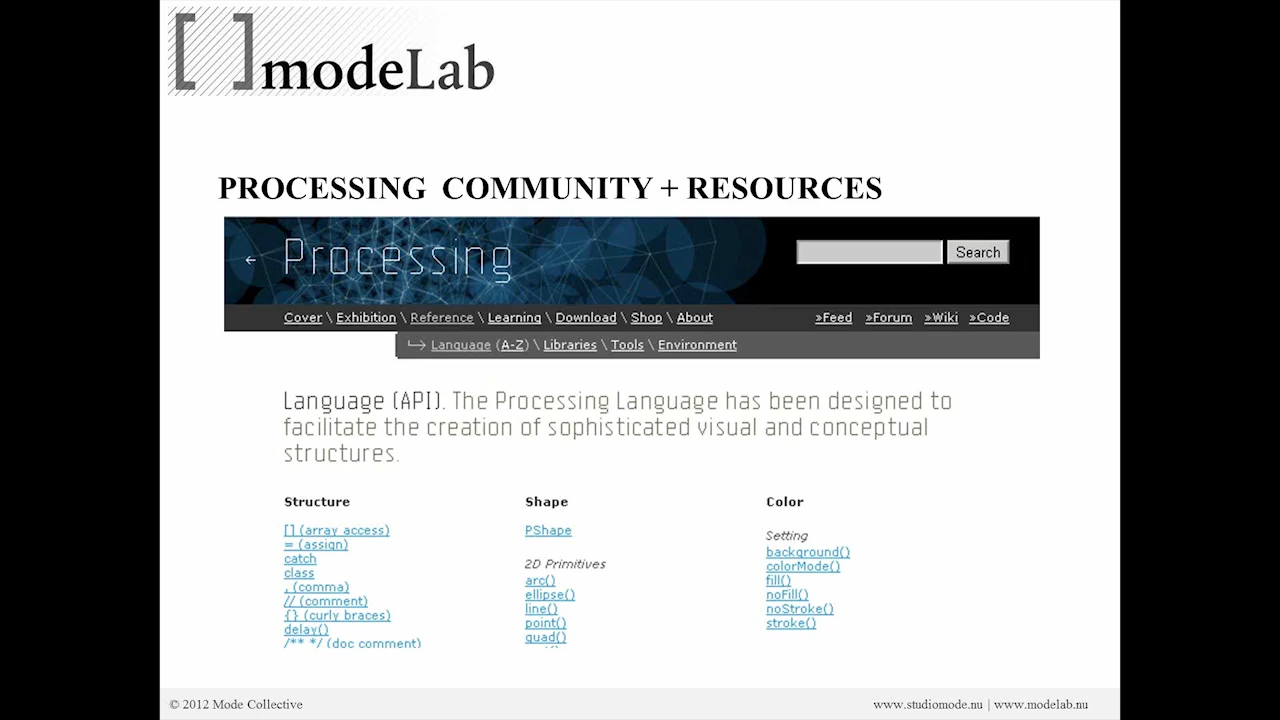 [ ] modeLab
PROCESSING COMMUNITY + RESOURCES
← Processing
Search
Cover \ Exhibition \ Reference \ Learning \ Download \ Shop \ About
»Feed »Forum »Wiki »Code
Language (A-Z) \ Libraries \ Tools \ Environment
Language (API). The Processing Language has been designed to
facilitate the creation of sophisticated visual and conceptual
structures.
Structure
[] (array access)
= (assign)
catch
class
, (comma)
// (comment)
{} (curly braces)
delay()
/** */ (doc comment)
Shape
PShape
2D Primitives
arc()
ellipse()
line()
point()
quad()
Color
Setting
background()
colorMode()
fill()
noFill()
noStroke()
stroke()
© 2012 Mode Collective
www.studiomode.nu | www.modelab.nu